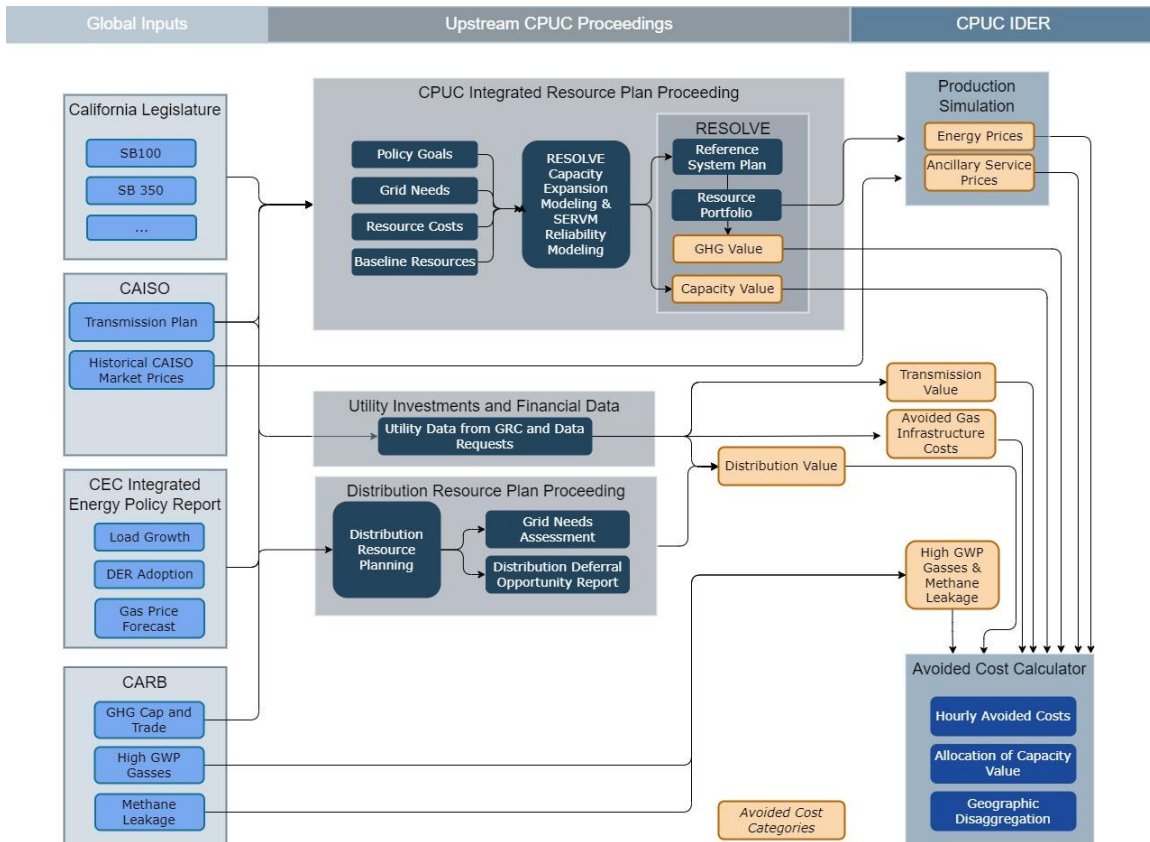 Global Inputs
Upstream CPUC Proceedings
CPUC IDER
California Legislature
SB100
SB 350
...
CAISO
Transmission Plan
Historical CAISO
Market Prices
CEC Integrated
Energy Policy Report
Load Growth
DER Adoption
Gas Price
Forecast
CARB
GHG Cap and
Trade
High GWP
Gasses
Methane
Leakage
CPUC Integrated Resource Plan Proceeding
Policy Goals
Grid Needs
Resource Costs
Baseline Resources
RESOLVE
Capacity
Expansion
Modeling &
SERVM
Reliability
Modeling
RESOLVE
Reference
System Plan
Resource
Portfolio
GHG Value
Capacity Value
Utility Investments and Financial Data
Utility Data from GRC and Data
Requests
Distribution Resource Plan Proceeding
Distribution
Resource
Planning
Grid Needs
Assessment
Distribution Deferral
Opportunity Report
Production
Simulation
Energy Prices
Ancillary Service
Prices
Transmission
Value
Avoided Gas
Infrastructure
Costs
Distribution Value
High GWP
Gasses &
Methane
Leakage
Avoided Cost Calculator
Hourly Avoided Costs
Allocation of Capacity
Value
Geographic
Disaggregation
Avoided Cost
Categories